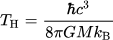 T_H = ħc³ / 8πGMk_B